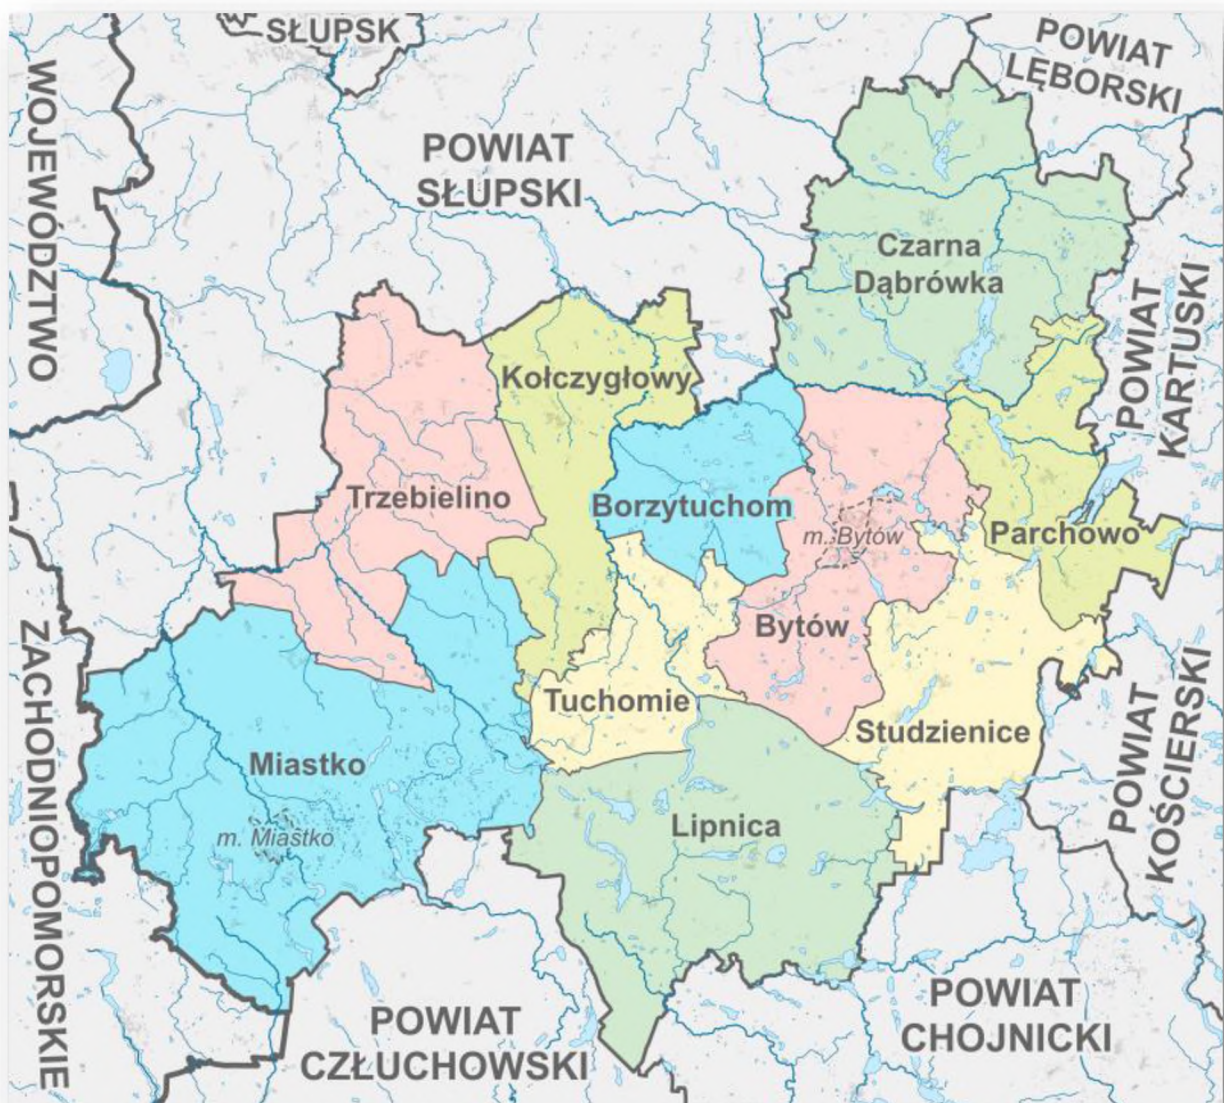 SŁUPSK
POWIAT
LĘBORSKI
WOJEWÓDZTWO
POWIAT
SŁUPSKI
Czarna
Dąbrówka
POWIAT
KARTUSKI
Kołczygłowy
Trzebielino
Borzytuchom
m. Bytów
Parchowo
Bytów
ZACHODNIOPOMORSKIE
Tuchomie
Studzienice
POWIAT
KOŚCIERSKI
Miastko
m. Miastko
Lipnica
POWIAT
CZŁUCHOWSKI
POWIAT
CHOJNICKI